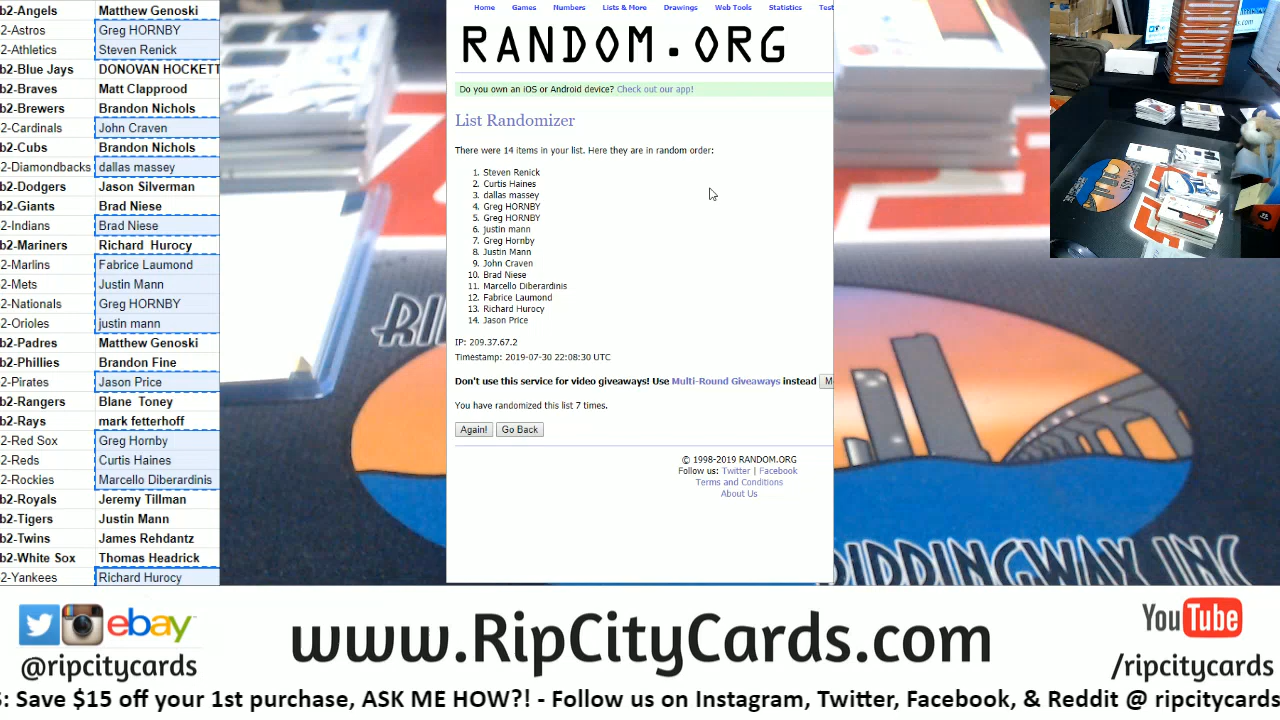 b2-Angels Matthew Genoski
2-Astros Greg HORNBY
2-Athletics Steven Renick
b2-Blue Jays DONOVAN HOCKETT
b2-Braves Matt Clapprood
b2-Brewers Brandon Nichols
2-Cardinals John Craven
b2-Cubs Brandon Nichols
2-Diamondbacks dallas massey
b2-Dodgers Jason Silverman
b2-Giants Brad Niese
2-Indians Brad Niese
b2-Mariners Richard Hurocy
2-Marlins Fabrice Laumond
2-Mets Justin Mann
2-Nationals Greg HORNBY
2-Orioles justin mann
b2-Padres Matthew Genoski
b2-Phillies Brandon Fine
2-Pirates Jason Price
b2-Rangers Blane Toney
b2-Rays mark fetterhoff
2-Red Sox Greg Hornby
2-Reds Curtis Haines
2-Rockies Marcello Diberardinis
b2-Royals Jeremy Tillman
b2-Tigers Justin Mann
b2-Twins James Rehdantz
b2-White Sox Thomas Headrick
2-Yankees Richard Hurocy
Home Games Numbers Lists & More Drawings Web Tools Statistics Test
RANDOM.ORG
Do you own an iOS or Android device? Check out our app!
List Randomizer
There were 14 items in your list. Here they are in random order:
1. Steven Renick
2. Curtis Haines
3. dallas massey
4. Greg HORNBY
5. Greg HORNBY
6. justin mann
7. Greg Hornby
8. Justin Mann
9. John Craven
10. Brad Niese
11. Marcello Diberardinis
12. Fabrice Laumond
13. Richard Hurocy
14. Jason Price
IP: 209.37.67.2
Timestamp: 2019-07-30 22:08:30 UTC
Don't use this service for video giveaways! Use Multi-Round Giveaways instead M
You have randomized this list 7 times.
Again! Go Back
© 1998-2019 RANDOM.ORG
Follow us: Twitter | Facebook
Terms and Conditions
About Us
RI
RIPPINGWAX INC
ebay
@ripcitycards
www.RipCityCards.com
YouTube
/ripcitycards
S: Save $15 off your 1st purchase, ASK ME HOW?! - Follow us on Instagram, Twitter, Facebook, & Reddit @ ripcitycards